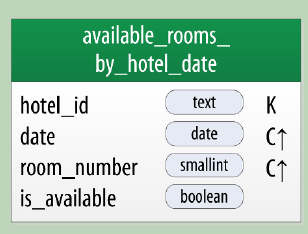 available_rooms_
by_hotel_date
hotel_id text K
date date C↑
room_number smallint C↑
is_available boolean